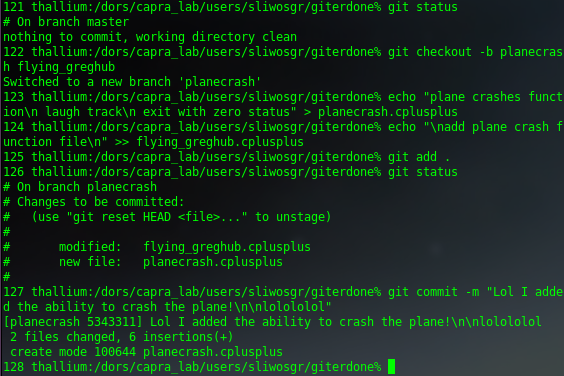 121 thallium:/dors/capra_lab/users/sliwosgr/giterdone% git status
# On branch master
nothing to commit, working directory clean
122 thallium:/dors/capra_lab/users/sliwosgr/giterdone% git checkout -b planecras
h flying_greghub
Switched to a new branch 'planecrash'
123 thallium:/dors/capra_lab/users/sliwosgr/giterdone% echo "plane crashes funct
ion\n laugh track\n exit with zero status" > planecrash.cplusplus
124 thallium:/dors/capra_lab/users/sliwosgr/giterdone% echo "\nadd plane crash f
unction file\n" >> flying_greghub.cplusplus
125 thallium:/dors/capra_lab/users/sliwosgr/giterdone% git add .
126 thallium:/dors/capra_lab/users/sliwosgr/giterdone% git status
# On branch planecrash
# Changes to be committed:
#   (use "git reset HEAD <file>..." to unstage)
#
#       modified:   flying_greghub.cplusplus
#       new file:   planecrash.cplusplus
#
127 thallium:/dors/capra_lab/users/sliwosgr/giterdone% git commit -m "Lol I adde
d the ability to crash the plane!\n\nlolololol"
[planecrash 5343311] Lol I added the ability to crash the plane!\n\nlolololol
 2 files changed, 6 insertions(+)
 create mode 100644 planecrash.cplusplus
128 thallium:/dors/capra_lab/users/sliwosgr/giterdone%